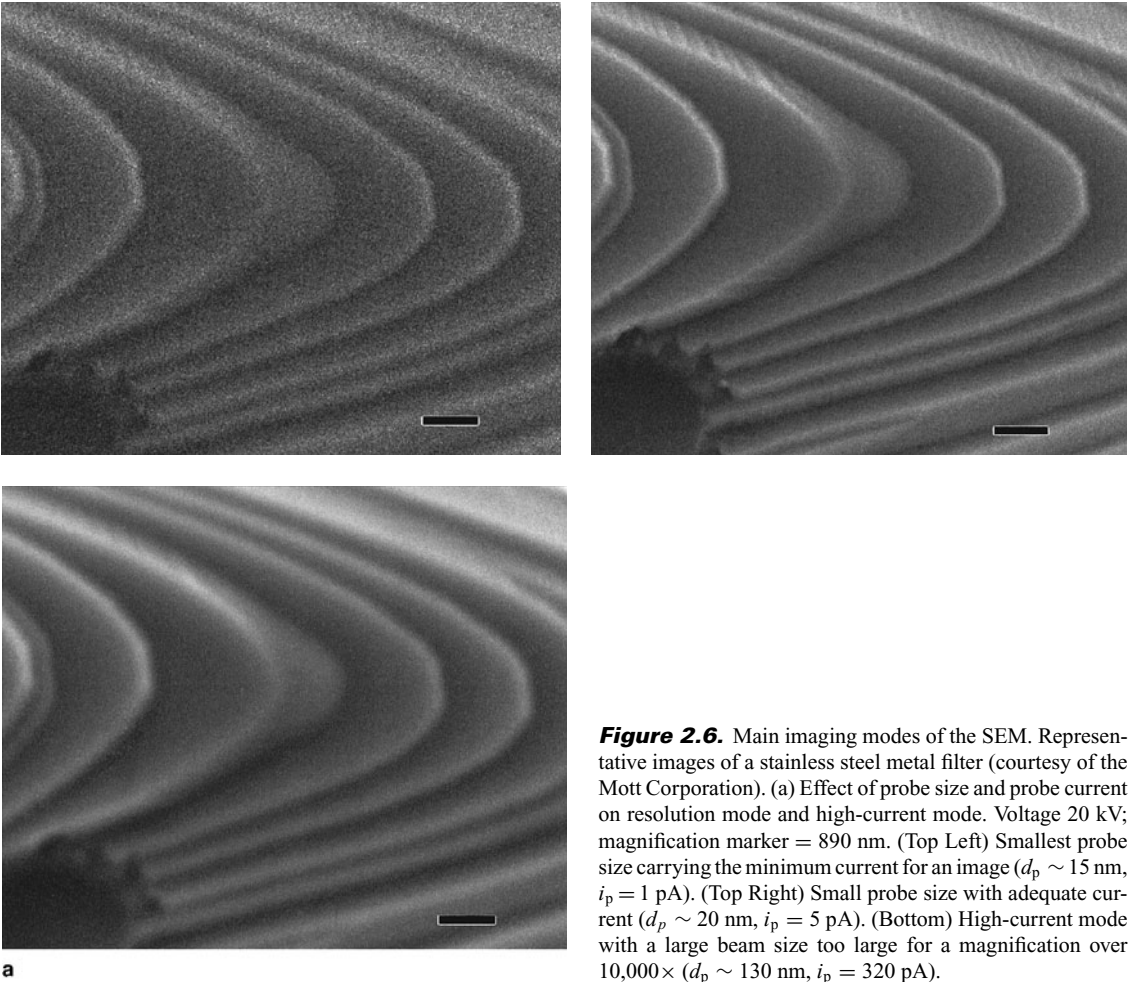 Figure 2.6. Main imaging modes of the SEM. Represen-
tative images of a stainless steel metal filter (courtesy of the
Mott Corporation). (a) Effect of probe size and probe current
on resolution mode and high-current mode. Voltage 20 kV;
magnification marker = 890 nm. (Top Left) Smallest probe
size carrying the minimum current for an image (dp ∼ 15 nm,
ip = 1 pA). (Top Right) Small probe size with adequate cur-
rent (dp ∼ 20 nm, ip = 5 pA). (Bottom) High-current mode
with a large beam size too large for a magnification over
10,000× (dp ∼ 130 nm, ip = 320 pA).
a